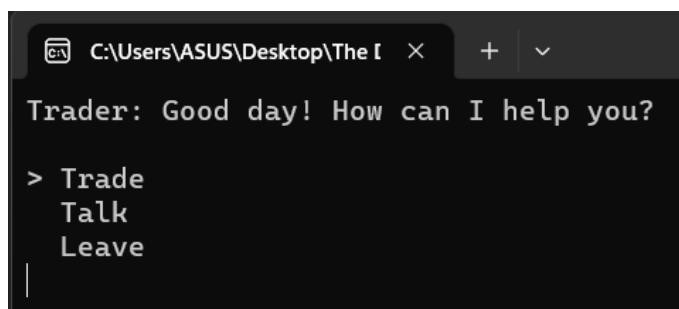 C:\Users\ASUS\Desktop\The [
Trader: Good day! How can I help you?
> Trade
Talk
Leave